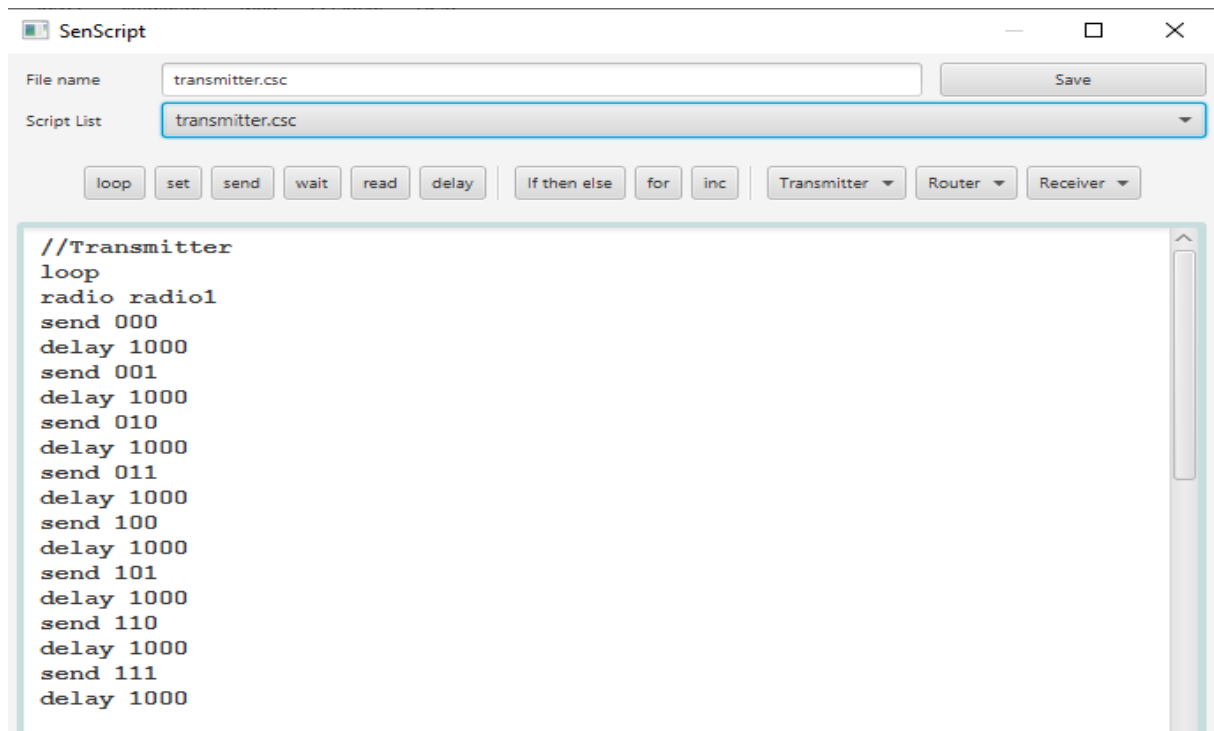 SenScript
File name transmitter.csc Save
Script List transmitter.csc
loop set send wait read delay If then else for inc Transmitter Router Receiver
//Transmitter
loop
radio radio1
send 000
delay 1000
send 001
delay 1000
send 010
delay 1000
send 011
delay 1000
send 100
delay 1000
send 101
delay 1000
send 110
delay 1000
send 111
delay 1000